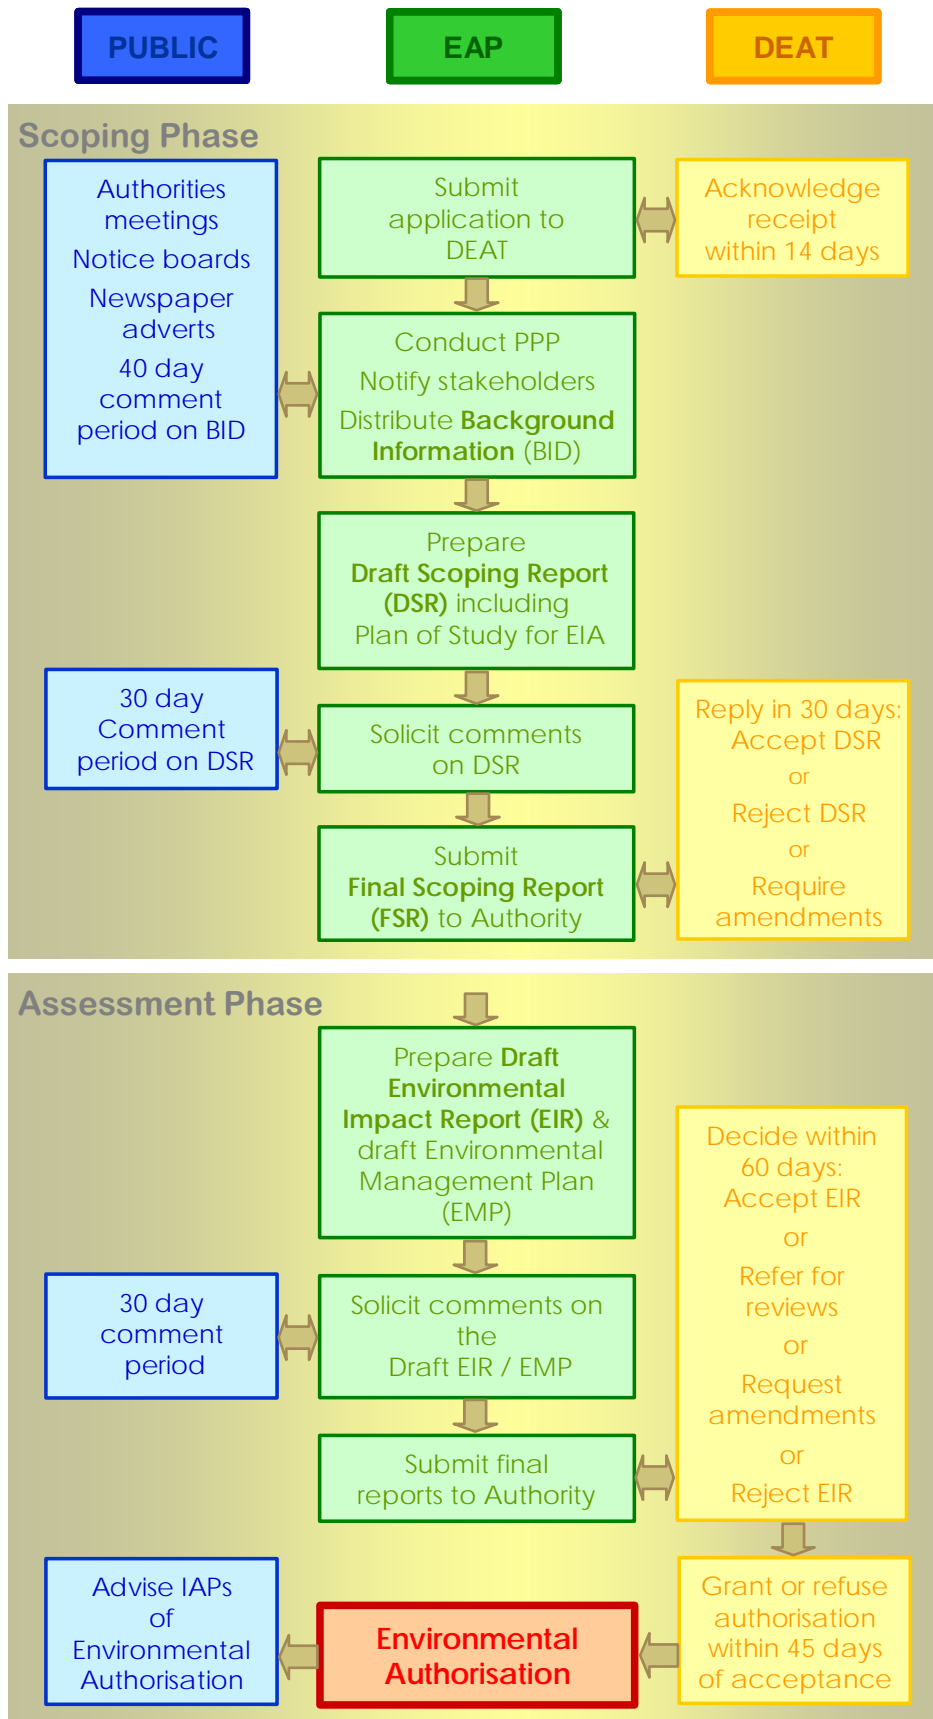 PUBLIC
EAP
DEAT
Scoping Phase
Authorities
meetings
Notice boards
Newspaper
adverts
40 day
comment
period on BID
Submit
application to
DEAT
Acknowledge
receipt
within 14 days
Conduct PPP
Notify stakeholders
Distribute Background
Information (BID)
Prepare
Draft Scoping Report
(DSR) including
Plan of Study for EIA
30 day
Comment
period on DSR
Solicit comments
on DSR
Reply in 30 days:
Accept DSR
or
Reject DSR
or
Require
amendments
Submit
Final Scoping Report
(FSR) to Authority
Assessment Phase
Prepare Draft
Environmental
Impact Report (EIR) &
draft Environmental
Management Plan
(EMP)
Decide within
60 days:
Accept EIR
or
Refer for
reviews
or
Request
amendments
or
Reject EIR
30 day
comment
period
Solicit comments on
the
Draft EIR / EMP
Submit final
reports to Authority
Advise IAPs
of
Environmental
Authorisation
Environmental
Authorisation
Grant or refuse
authorisation
within 45 days
of acceptance